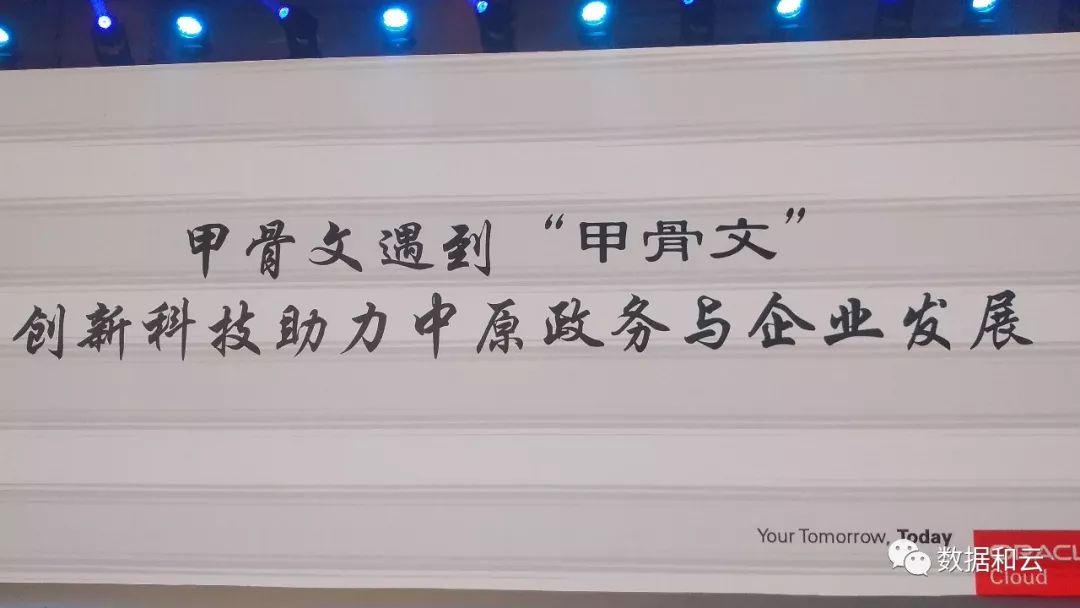 甲骨文遇到“甲骨文”
创新科技助力中原政务与企业发展
Your Tomorrow, Today
数据和云
Cloud